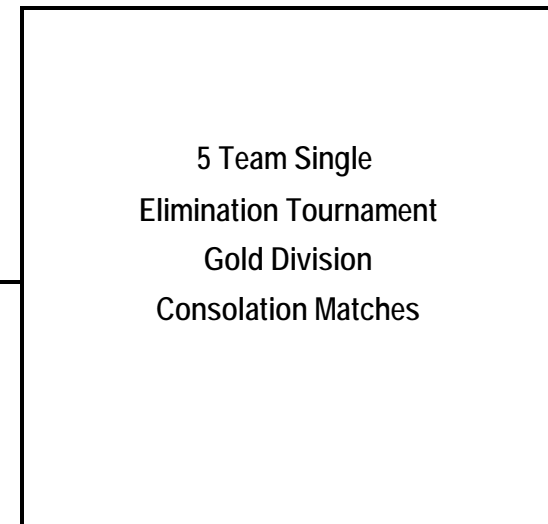 5 Team Single
Elimination Tournament
Gold Division
Consolation Matches